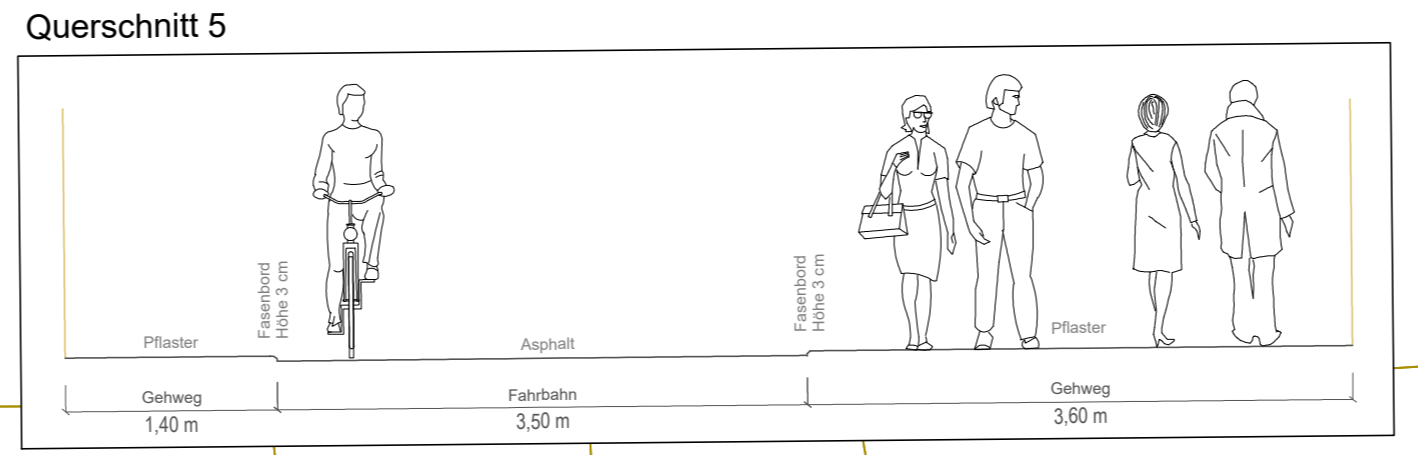 Querschnitt 5
Fasenbord
Höhe 3 cm
Fasenbord
Höhe 3 cm
Pflaster
Asphalt
Pflaster
Gehweg
Fahrbahn
Gehweg
1,40 m
3,50 m
3,60 m